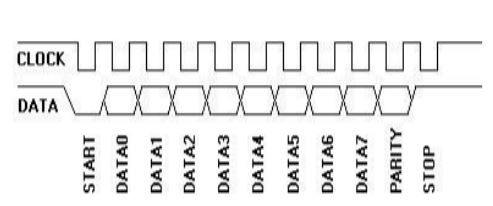 CLOCK
DATA
START
DATA0
DATA1
DATA2
DATA3
DATA4
DATA5
DATA6
DATA7
PARITY
STOP